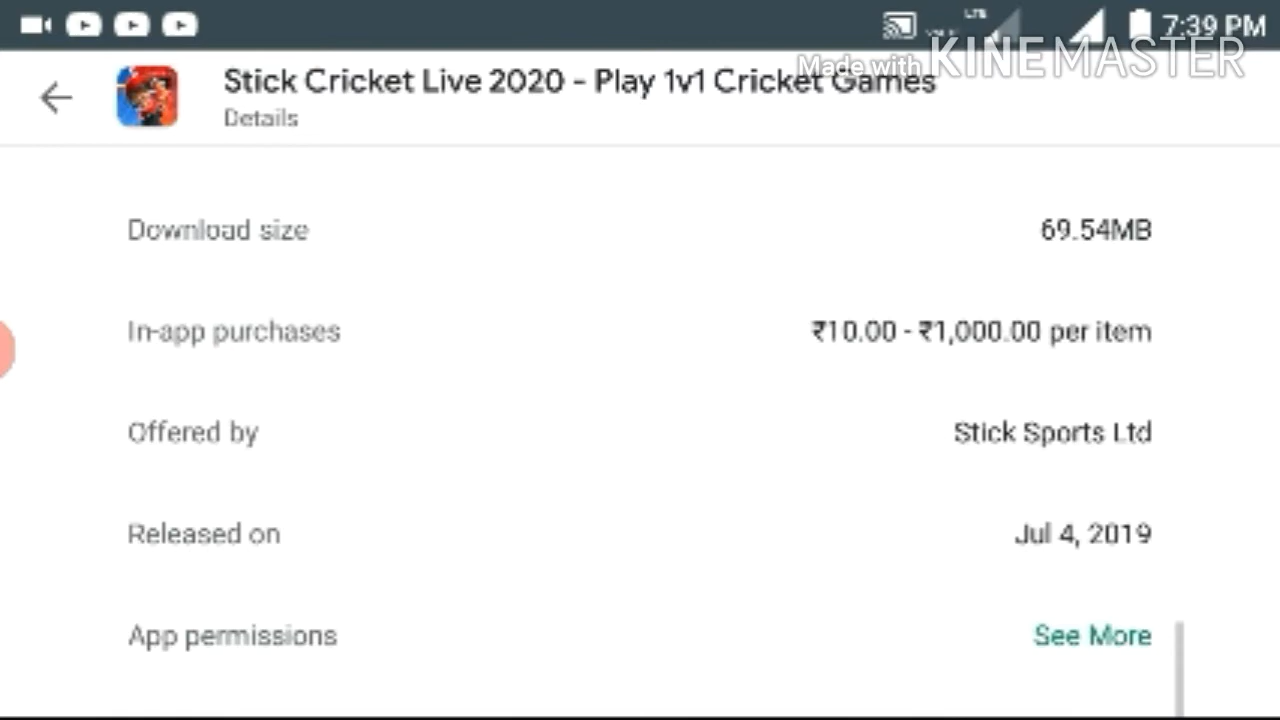 LTE
7:39 PM
Made with KINEMASTER
Stick Cricket Live 2020 - Play 1v1 Cricket Games
Details
Download size 69.54MB
In-app purchases ₹10.00 - ₹1,000.00 per item
Offered by Stick Sports Ltd
Released on Jul 4, 2019
App permissions See More